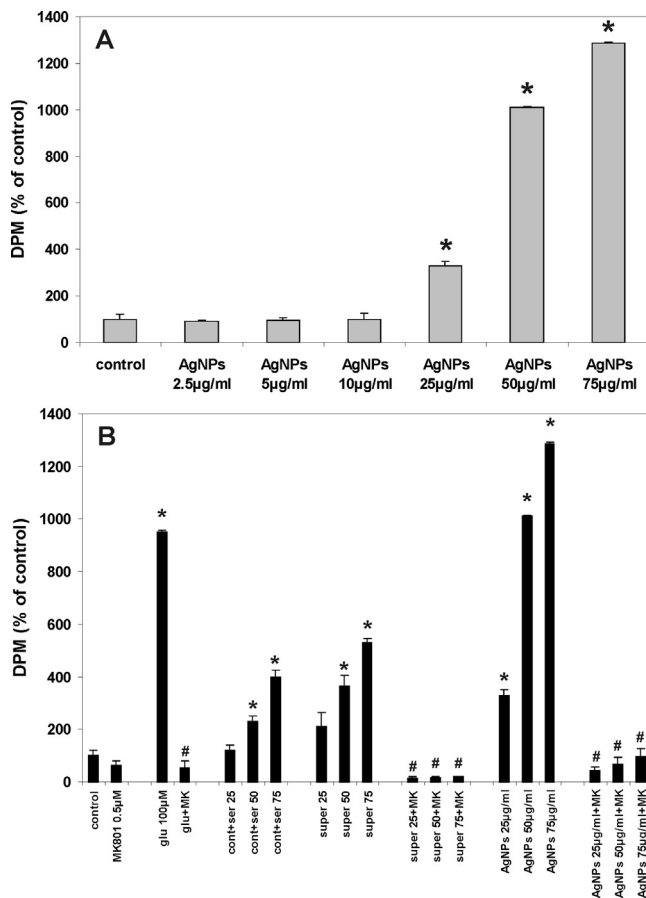 A
DPM (% of control)
1400
1200
1000
800
600
400
200
0
*
*
*
control
AgNPs
2.5µg/ml
AgNPs
5µg/ml
AgNPs
10µg/ml
AgNPs
25µg/ml
AgNPs
50µg/ml
AgNPs
75µg/ml
B
DPM (% of control)
1400
1200
1000
800
600
400
200
0
*
#
*
*
*
*
#
#
#
*
*
*
#
#
#
control
MK801 0.5µM
glu 100µM
glu+MK
cont+ser 25
cont+ser 50
cont+ser 75
super 25
super 50
super 75
super 25+MK
super 50+MK
super 75+MK
AgNPs 25µg/ml
AgNPs 50µg/ml
AgNPs 75µg/ml
AgNPs 25µg/ml+MK
AgNPs 50µg/ml+MK
AgNPs 75µg/ml+MK